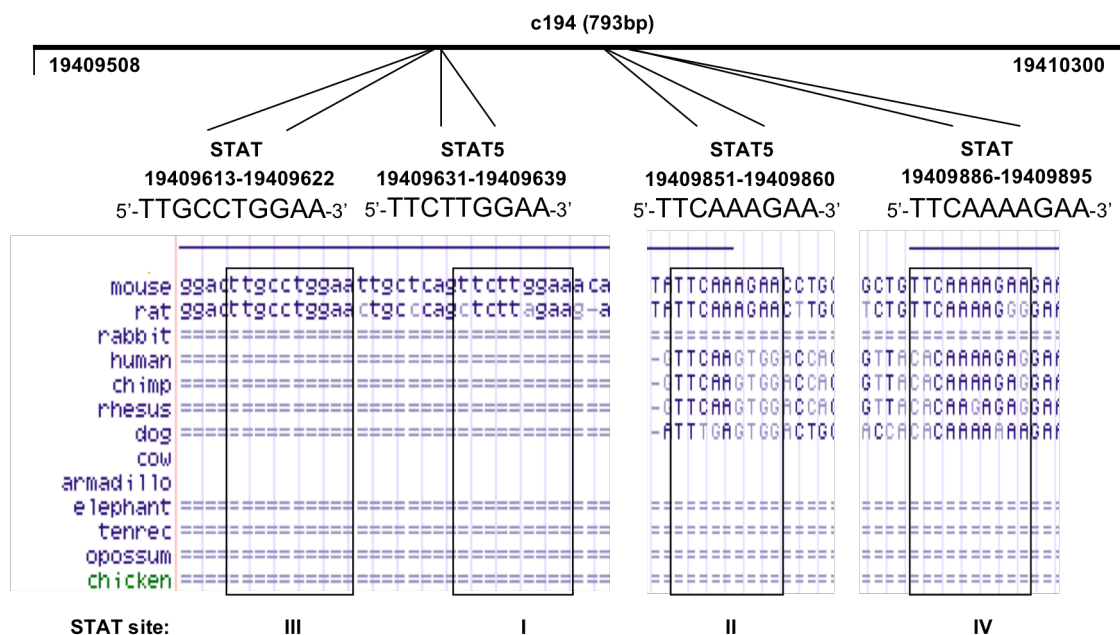 c194 (793bp)
19409508 19410300
STAT STAT5 STAT5 STAT
19409613-19409622 19409631-19409639 19409851-19409860 19409886-19409895
5'-TTGCCTGGAA-3' 5'-TTCTTGGAA-3' 5'-TTCAAAGAA-3' 5'-TTCAAAAGAA-3'
mouse ggacttgcctggaattgctcagttcttggaaaca TATTCAAAGAACCTG GCTGTTCAAAAGAAGAA
rat ggacttgcctggaactgcccagctcttagaag-a TATTCAAAGAACTTG TCTGTTCAAAAGGGGAA
rabbit
human -GTTCAAGTGGACCAG GTTACACAAAAGAGGAA
chimp -GTTCAAGTGGACCAG GTTACACAAAAGAGGAA
rhesus -GTTCAAGTGGACCAG GTTACACAAGAGAGGAA
dog -ATTTGAGTGGACTG ACCACACAAAAAAAGAA
cow
armadillo
elephant
tenrec
opossum
chicken
STAT site: III I II IV